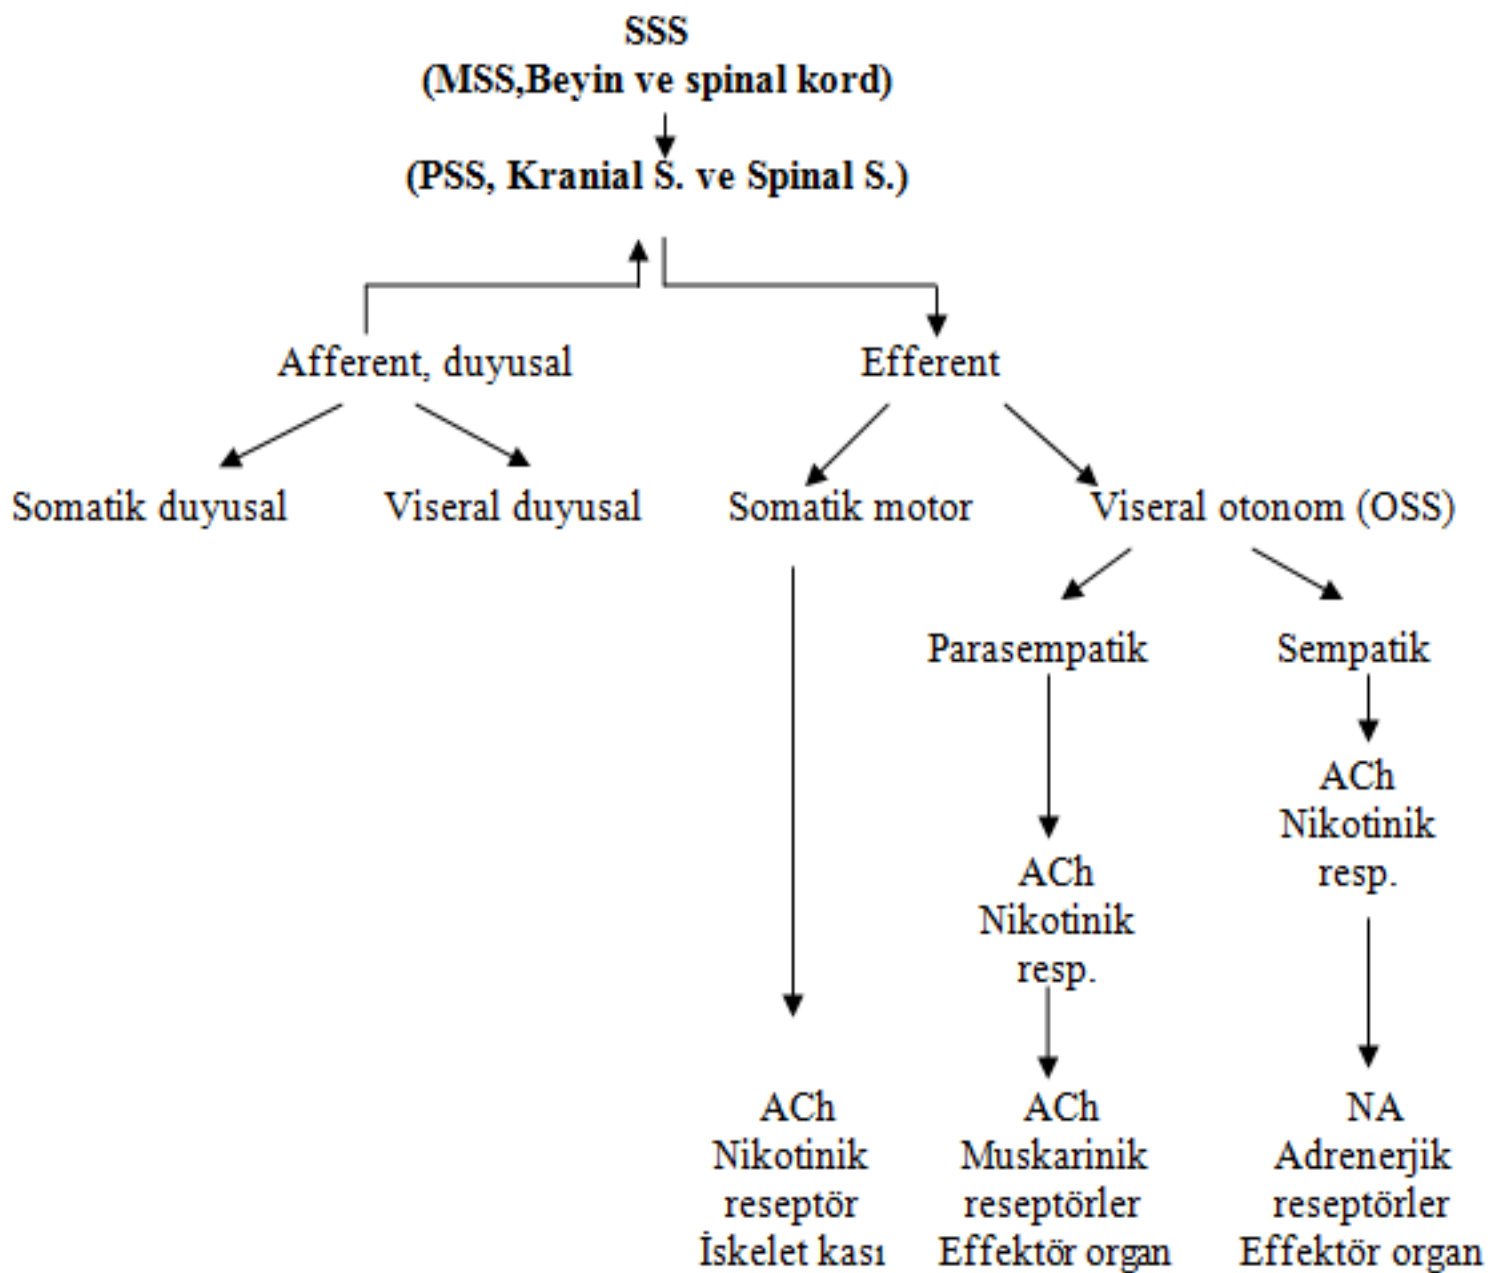 SSS
(MSS,Beyin ve spinal kord)
(PSS, Kranial S. ve Spinal S.)
Afferent, duyusal
Efferent
Somatik duyusal
Viseral duyusal
Somatik motor
Viseral otonom (OSS)
Parasempatik
Sempatik
ACh
Nikotinik
resp.
ACh
Nikotinik
resp.
ACh
Nikotinik
reseptör
İskelet kası
ACh
Muskarinik
reseptörler
Effektör organ
NA
Adrenerjik
reseptörler
Effektör organ